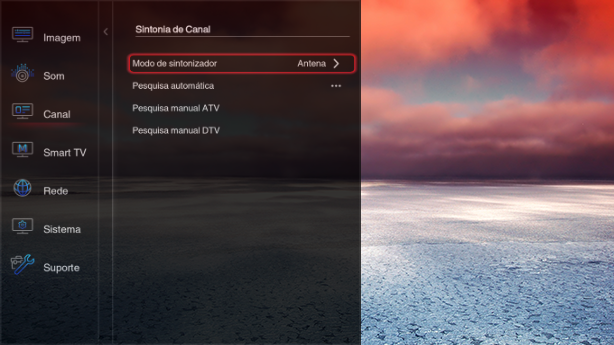 Sintonia de Canal
Imagem
Som
Canal
Smart TV
Rede
Sistema
Suporte
Modo de sintonizador Antena
Pesquisa automática ...
Pesquisa manual ATV
Pesquisa manual DTV